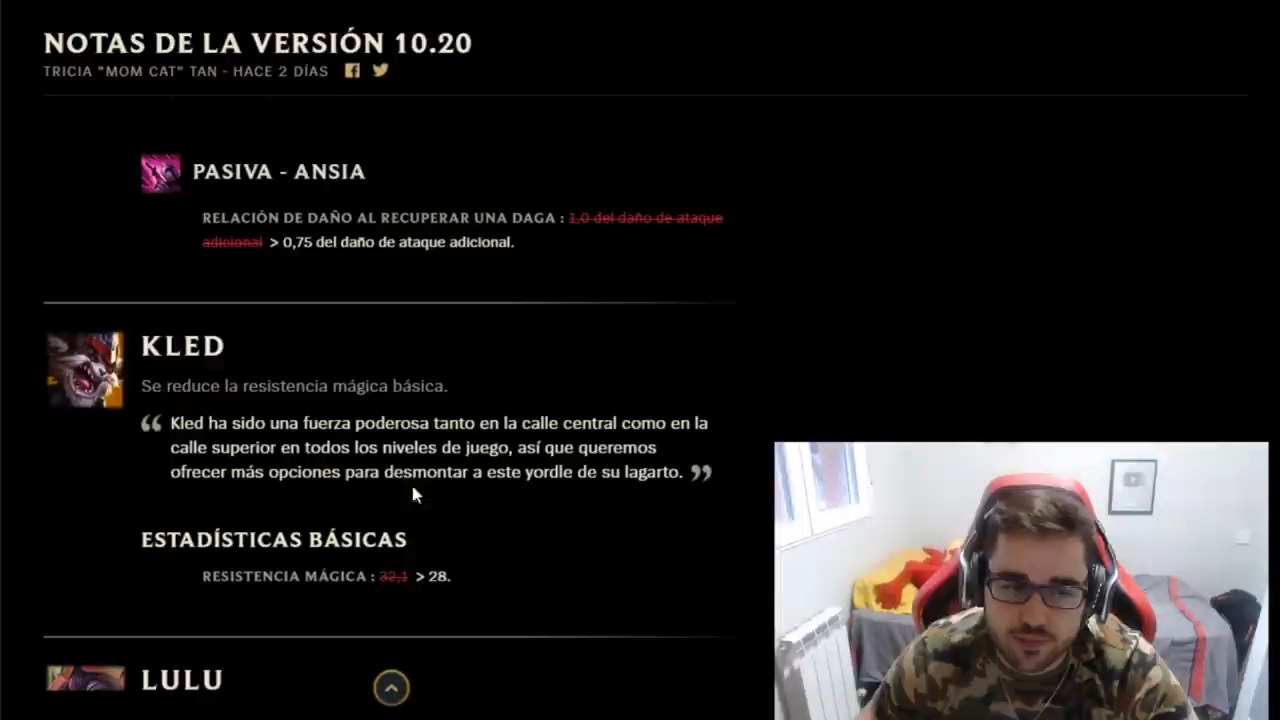 NOTAS DE LA VERSIÓN 10.20
TRICIA "MOM CAT" TAN - HACE 2 DÍAS
PASIVA - ANSIA
RELACIÓN DE DAÑO AL RECUPERAR UNA DAGA : 1,0 del daño de ataque
adicional > 0,75 del daño de ataque adicional.
KLED
Se reduce la resistencia mágica básica.
Kled ha sido una fuerza poderosa tanto en la calle central como en la
calle superior en todos los niveles de juego, así que queremos
ofrecer más opciones para desmontar a este yordle de su lagarto.
ESTADÍSTICAS BÁSICAS
RESISTENCIA MÁGICA : 32,1 > 28.
LULU